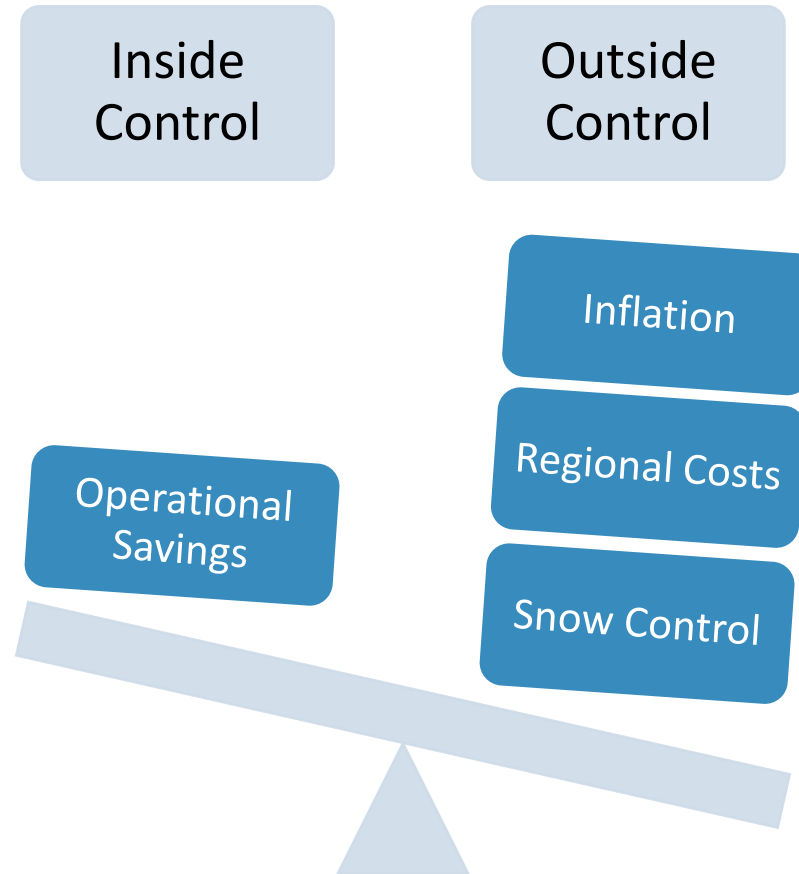 Inside
Control
Outside
Control
Inflation
Regional Costs
Operational
Savings
Snow Control